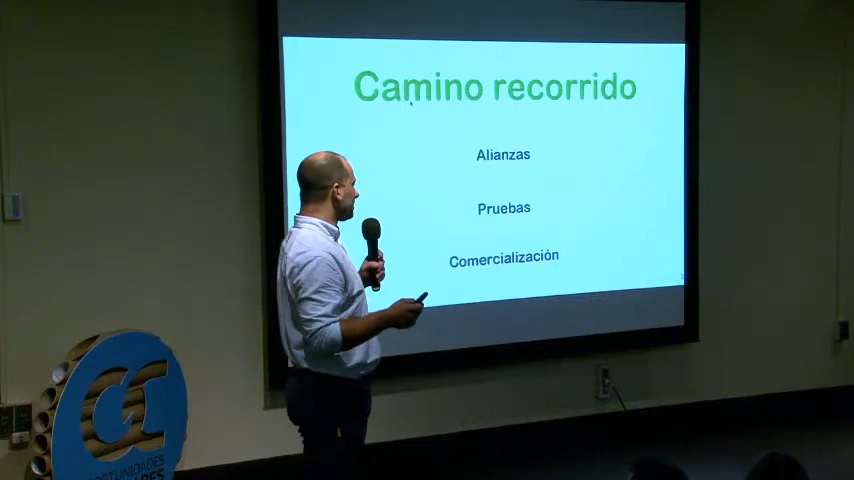 Camino recorrido
Alianzas
Pruebas
Comercialización